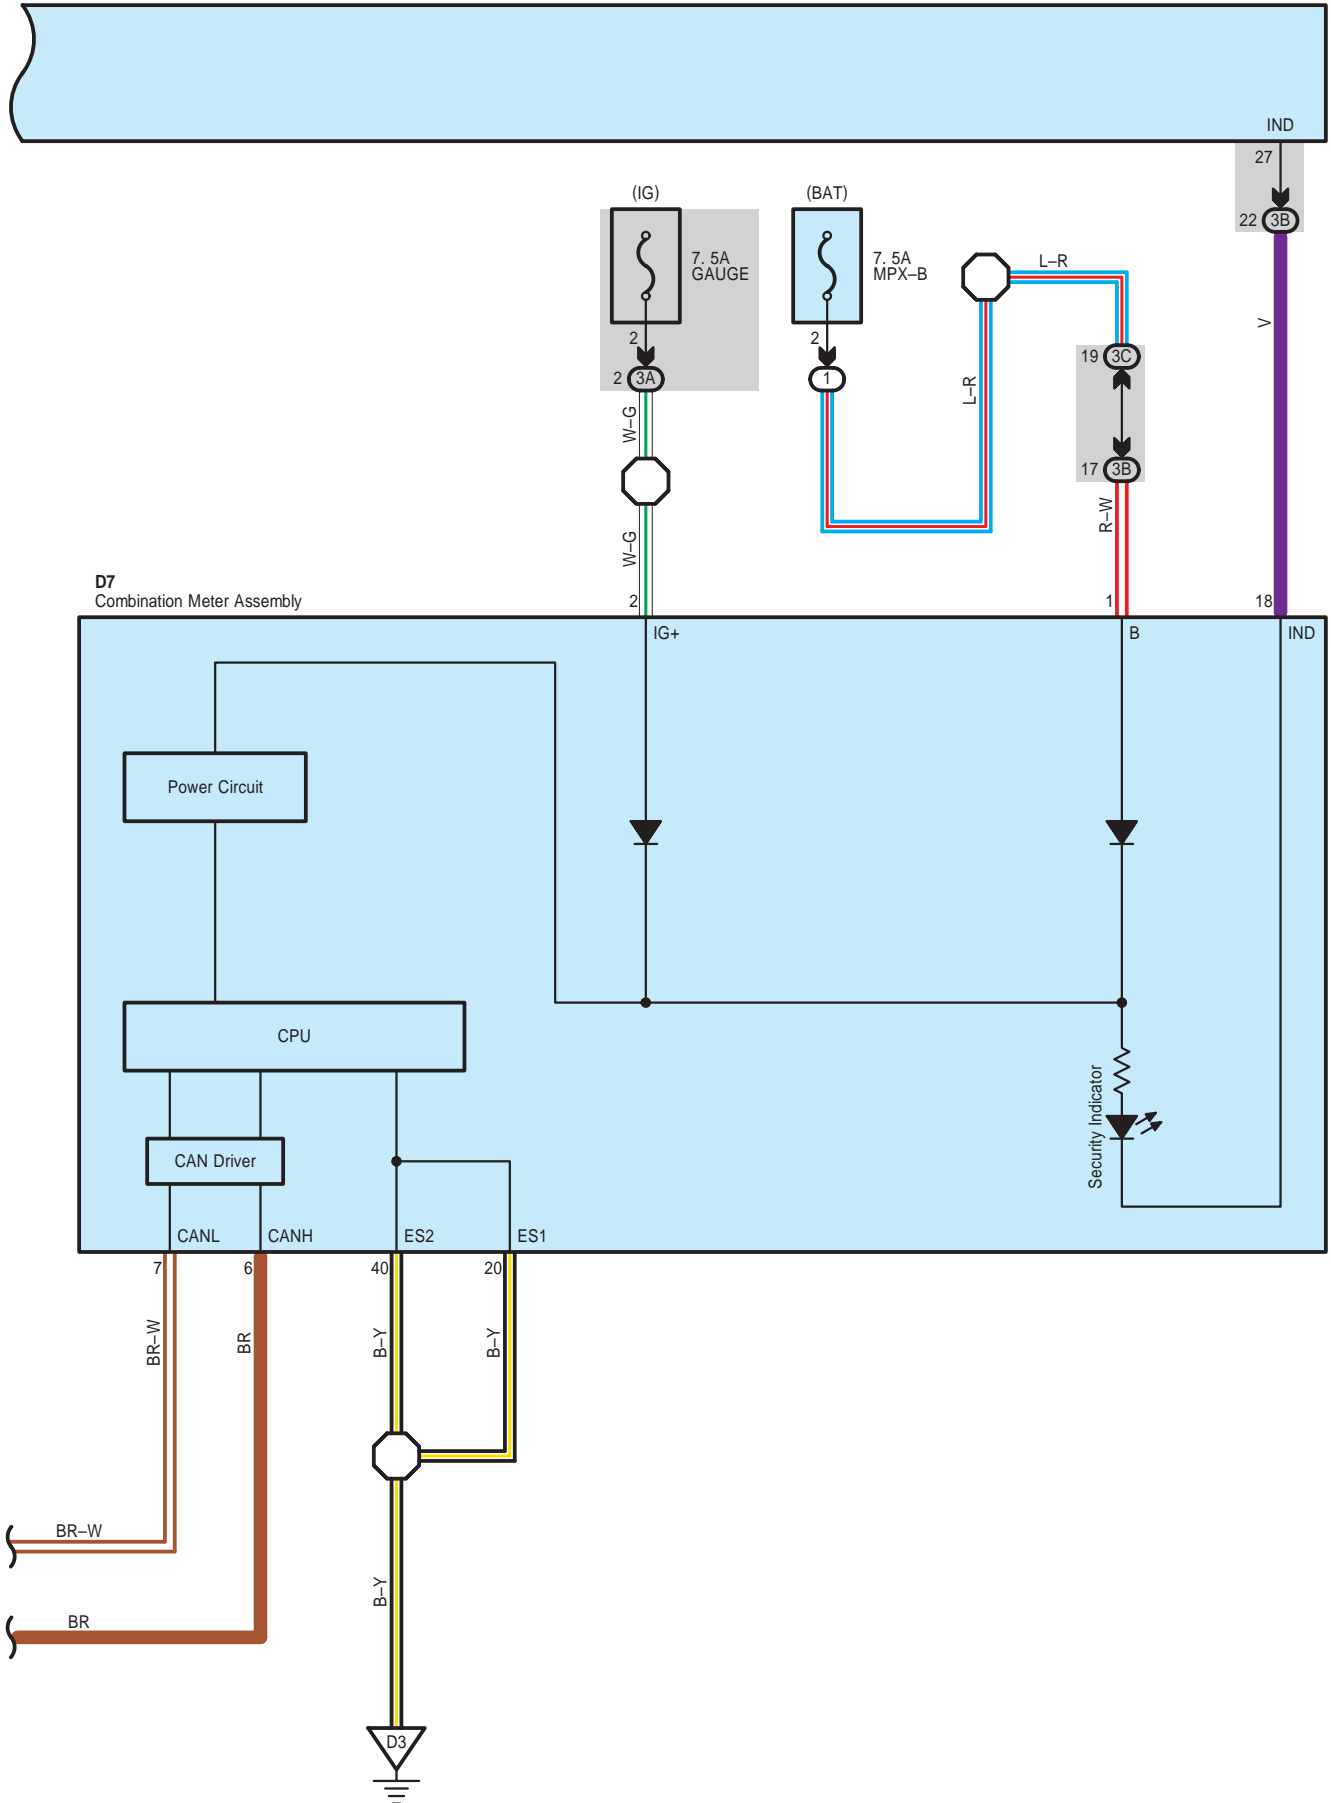 IND
27
22 3B
(IG)
(BAT)
7. 5A
GAUGE
7. 5A
MPX–B
L–R
2
2 3A
2
1
V
L–R
19 3C
17 3B
W–G
W–G
R–W
D7
Combination Meter Assembly
2
1
18
IG+
B
IND
Power Circuit
CPU
Security Indicator
CAN Driver
CANL
CANH
ES2
ES1
7
6
40
20
BR–W
BR
B–Y
B–Y
BR–W
B–Y
BR
D3